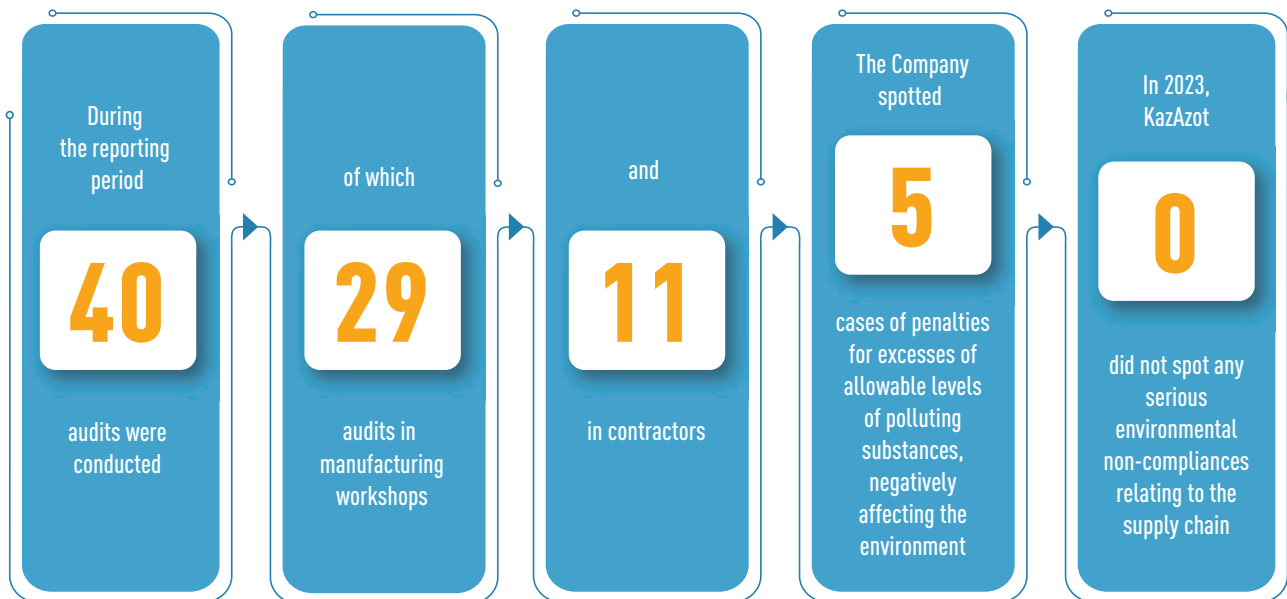 During
the reporting
period
40
audits were
conducted
of which
29
audits in
manufacturing
workshops
and
11
in contractors
The Company
spotted
5
cases of penalties
for excesses of
allowable levels
of polluting
substances,
negatively
affecting the
environment
In 2023,
KazAzot
0
did not spot any
serious
environmental
non-compliances
relating to the
supply chain